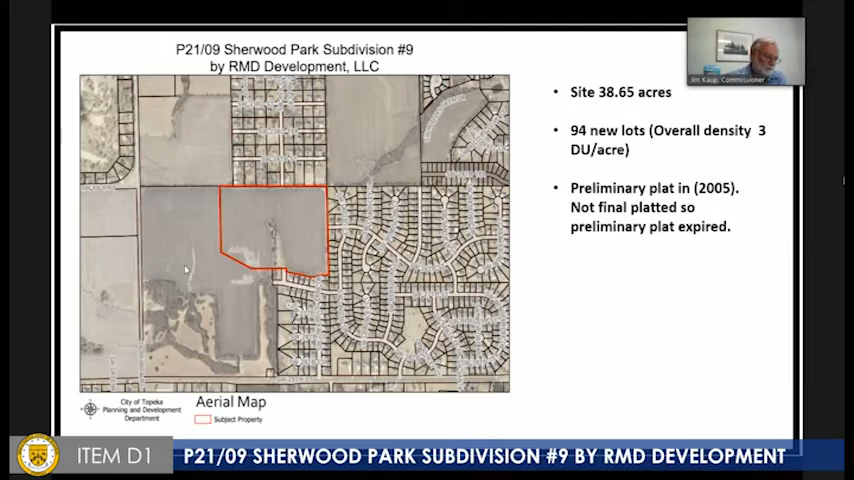 P21/09 Sherwood Park Subdivision #9
by RMD Development, LLC
Jim Kaup, Commissioner
• Site 38.65 acres
• 94 new lots (Overall density 3
DU/acre)
• Preliminary plat in (2005).
Not final platted so
preliminary plat expired.
City of Topeka
Planning and Development
Department
Aerial Map
Subject Property
ITEM D1
P21/09 SHERWOOD PARK SUBDIVISION #9 BY RMD DEVELOPMENT